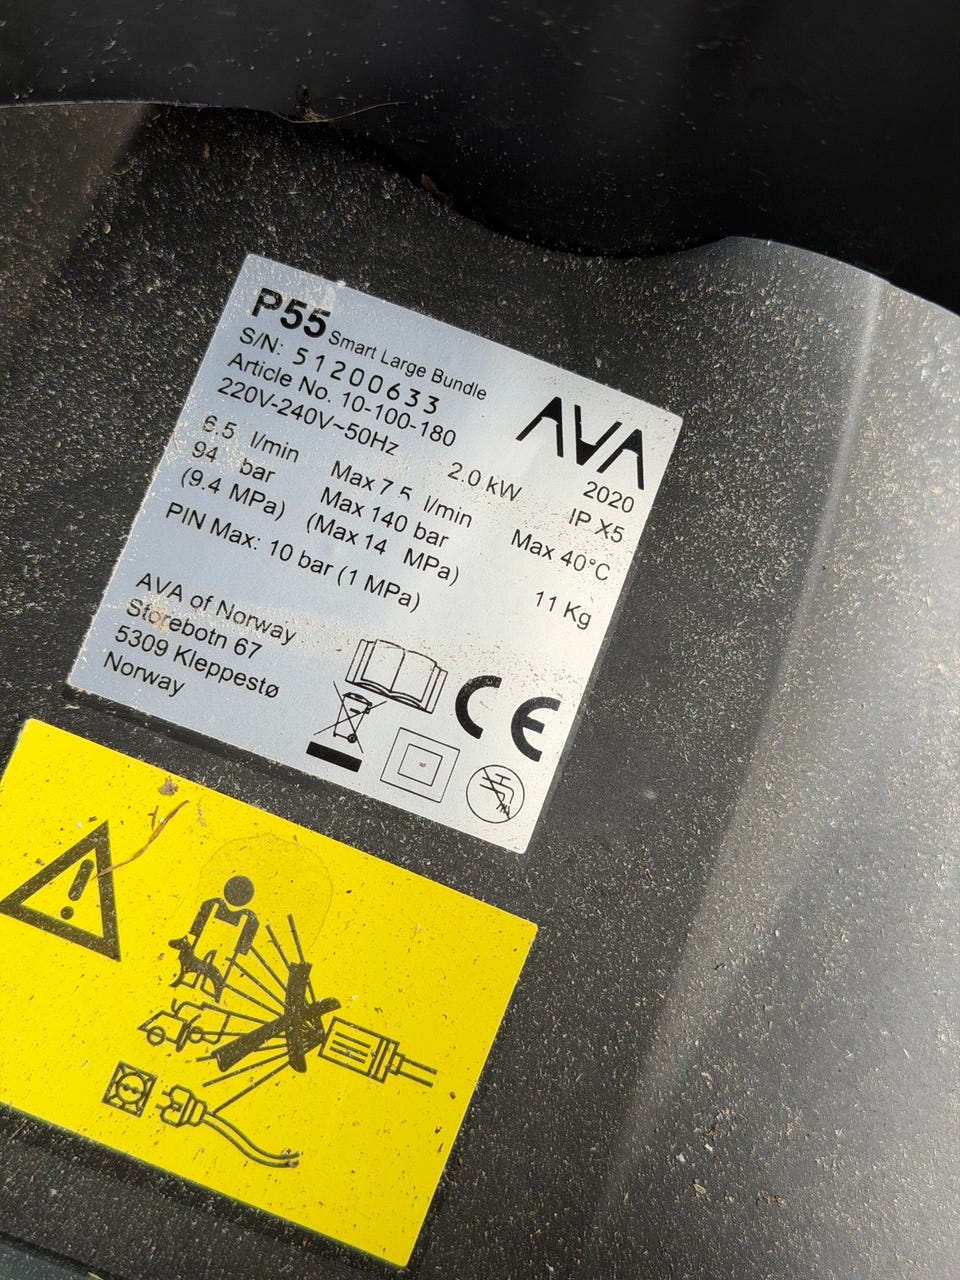 P55 Smart Large Bundle
S/N: 51200633
Article No. 10-100-180
AVA
220V-240V~50Hz 2.0 kW 2020
6.5 l/min Max 7.5 l/min IP X5
94 bar Max 140 bar Max 40°C
(9.4 MPa) (Max 14 MPa)
PIN Max: 10 bar (1 MPa) 11 Kg
AVA of Norway
Storebotn 67
5309 Kleppestø
Norway
CE